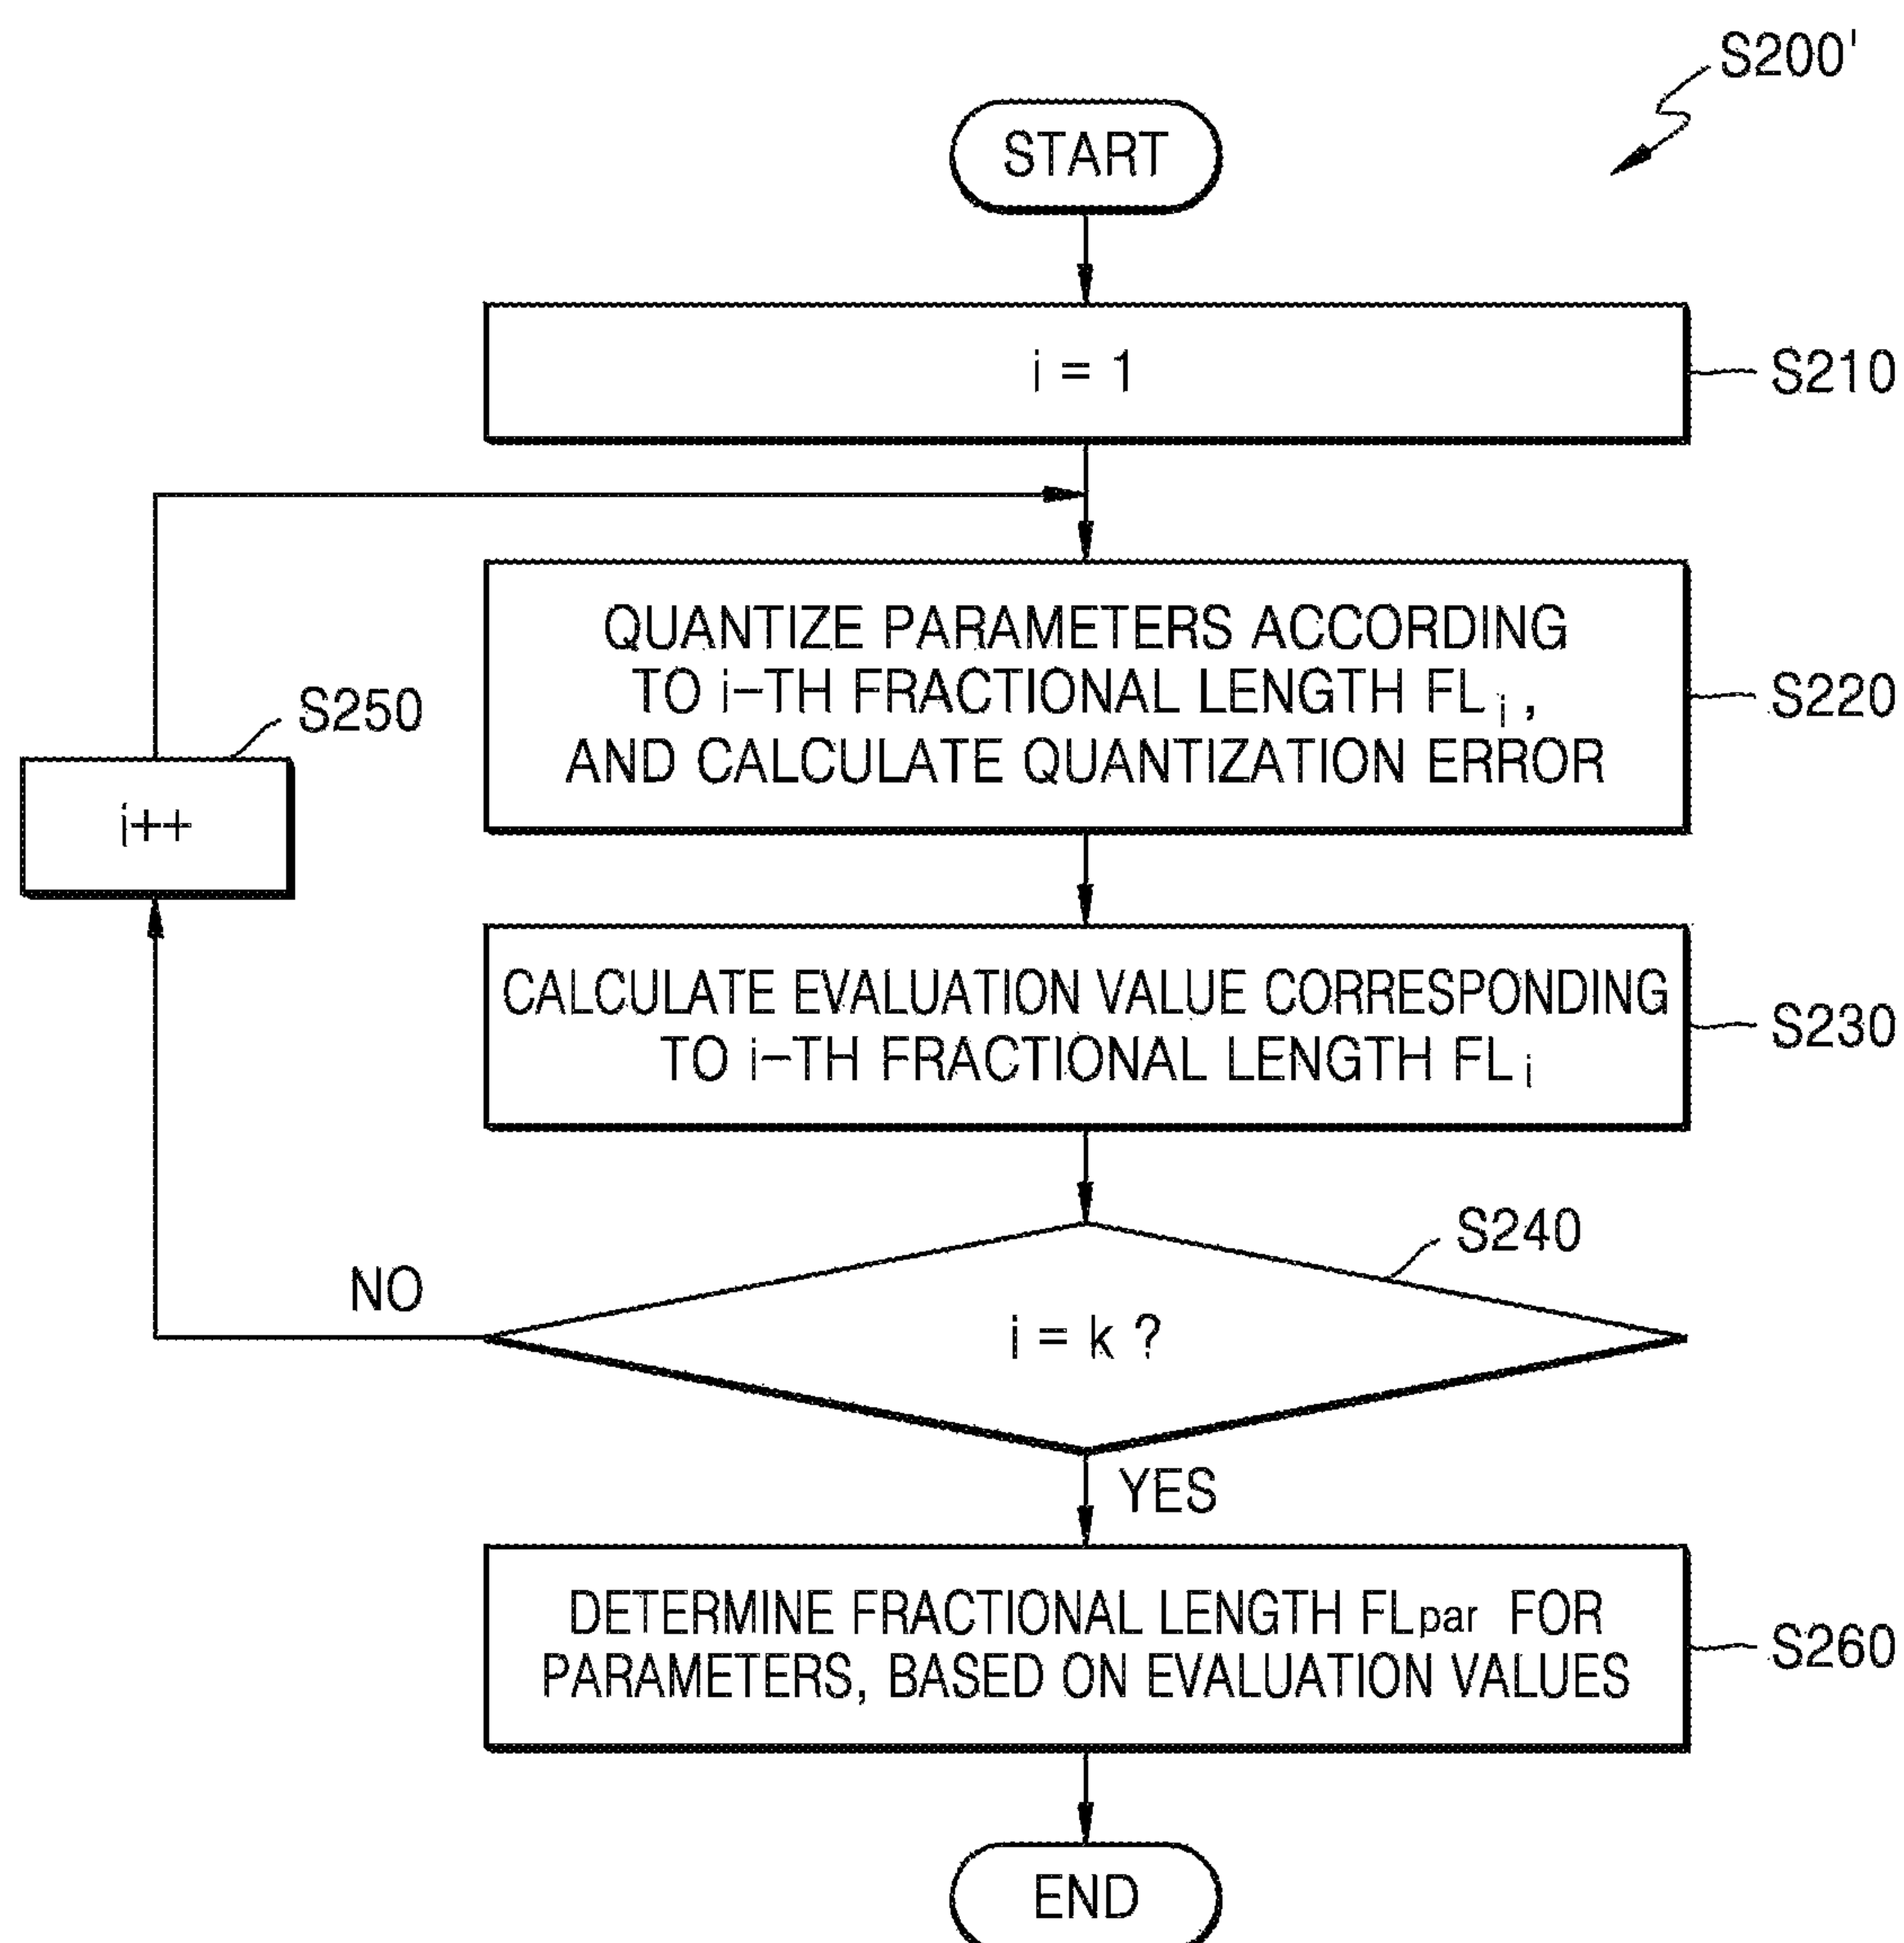 S200'
START
i = 1
S210
QUANTIZE PARAMETERS ACCORDING
TO i-TH FRACTIONAL LENGTH FL i ,
AND CALCULATE QUANTIZATION ERROR
S220
S250
i++
CALCULATE EVALUATION VALUE CORRESPONDING
TO i-TH FRACTIONAL LENGTH FL i
S230
S240
NO
i = k ?
YES
DETERMINE FRACTIONAL LENGTH FLpar FOR
PARAMETERS, BASED ON EVALUATION VALUES
S260
END